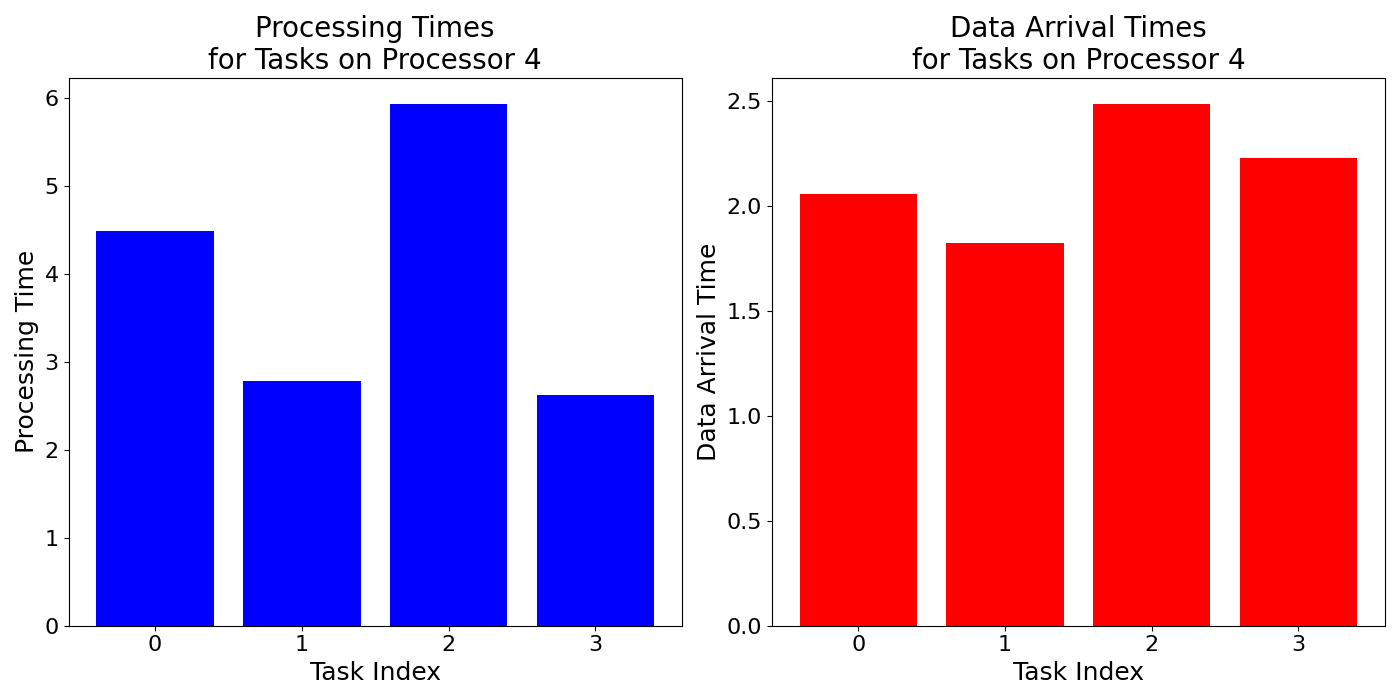 Processing Times
for Tasks on Processor 4
Processing Time
6
5
4
3
2
1
0
0 1 2 3
Task Index
Data Arrival Times
for Tasks on Processor 4
Data Arrival Time
2.5
2.0
1.5
1.0
0.5
0.0
0 1 2 3
Task Index